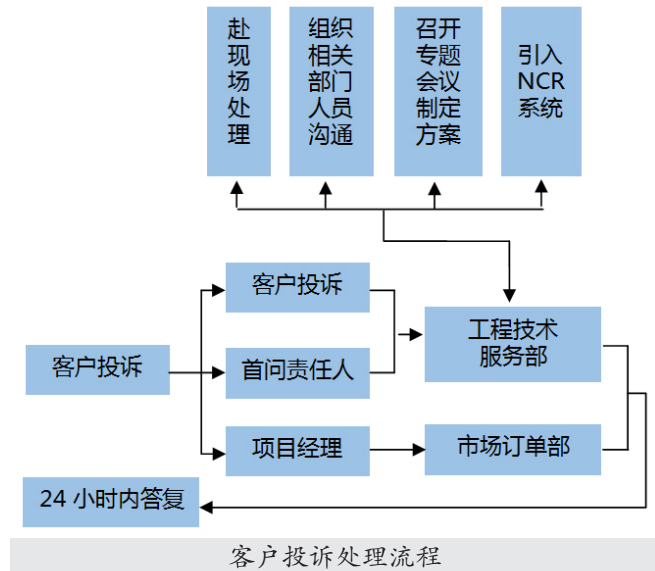 赴
现
场
处
理
组织
相关
部门
人员
沟通
召开
专题
会议
制定
方案
引入
NCR
系统
客户投诉
客户投诉
首问责任人
项目经理
工程技术
服务部
市场订单部
24 小时内答复
客户投诉处理流程